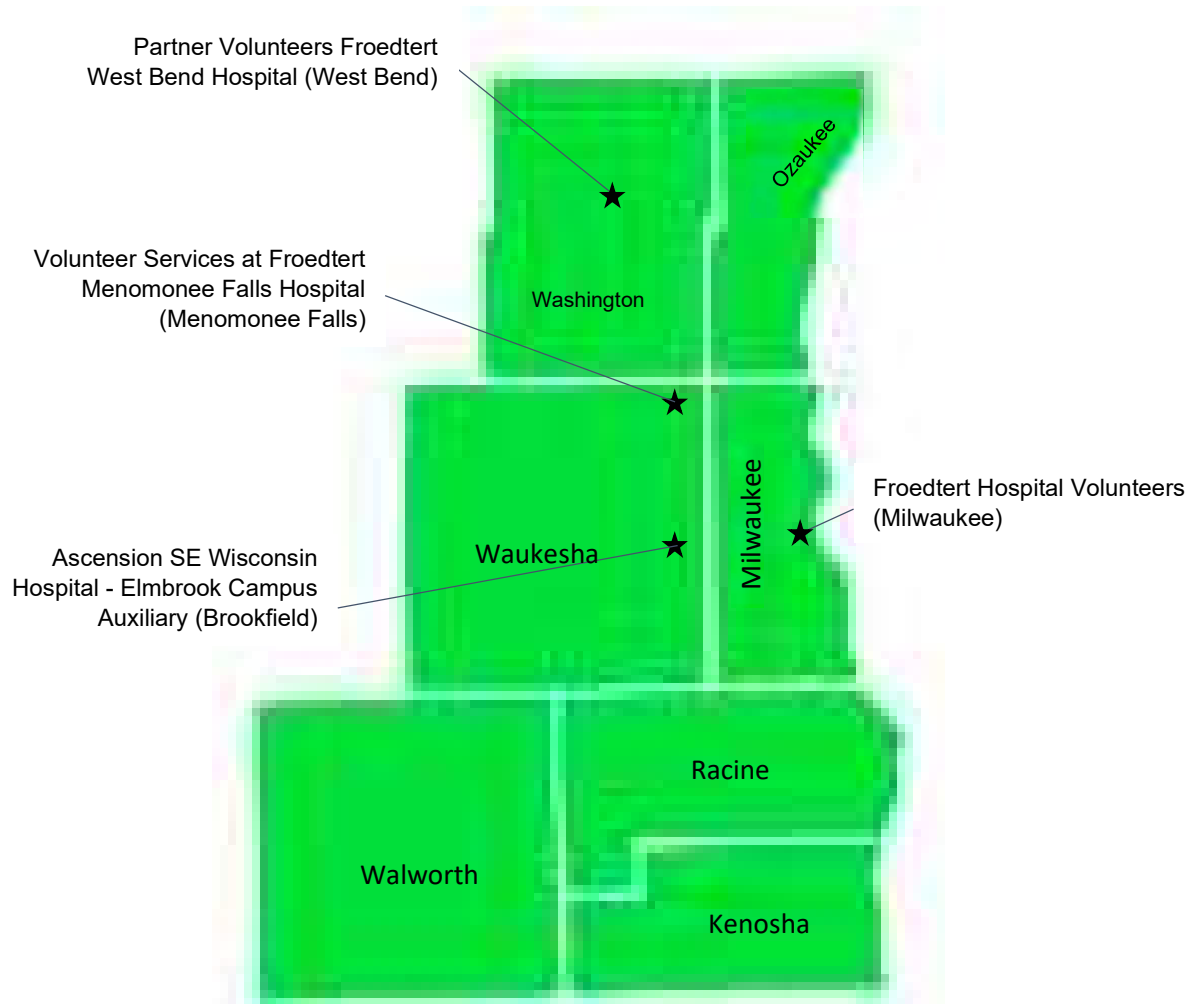 Partner Volunteers Froedtert
West Bend Hospital (West Bend)
Ozaukee
Volunteer Services at Froedtert
Menomonee Falls Hospital
(Menomonee Falls)
Washington
Froedtert Hospital Volunteers
(Milwaukee)
Milwaukee
Waukesha
Ascension SE Wisconsin
Hospital - Elmbrook Campus
Auxiliary (Brookfield)
Racine
Walworth
Kenosha